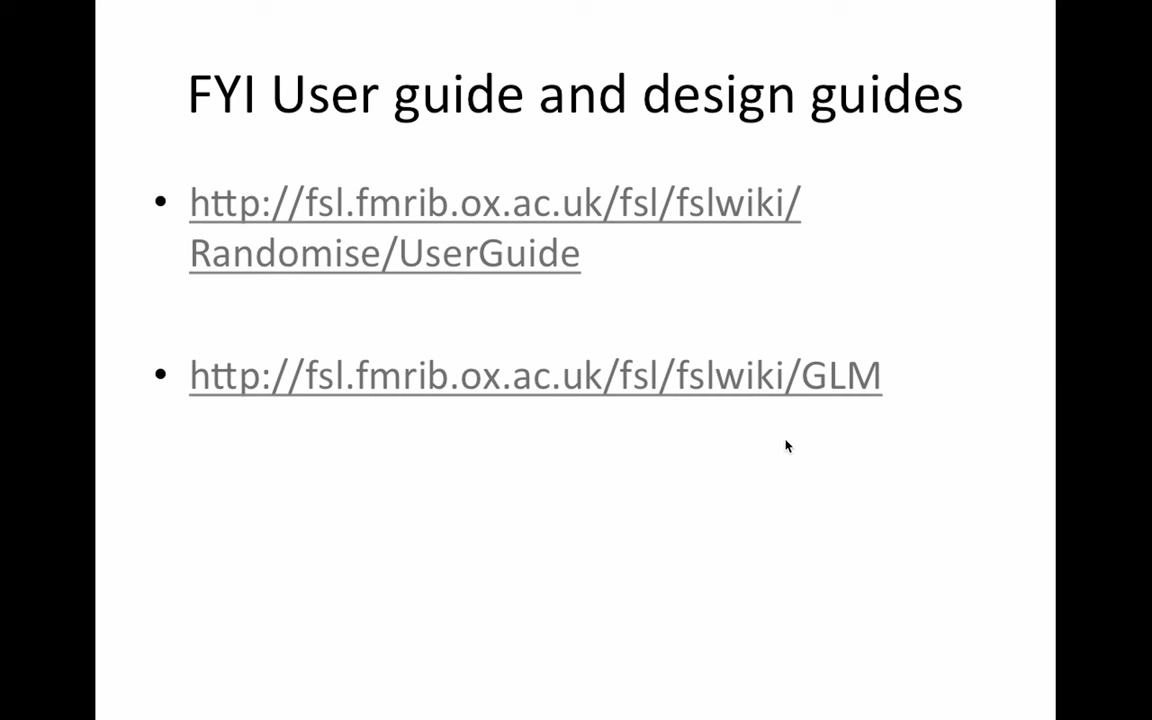 FYI User guide and design guides
• http://fsl.fmrib.ox.ac.uk/fsl/fslwiki/
Randomise/UserGuide
• http://fsl.fmrib.ox.ac.uk/fsl/fslwiki/GLM